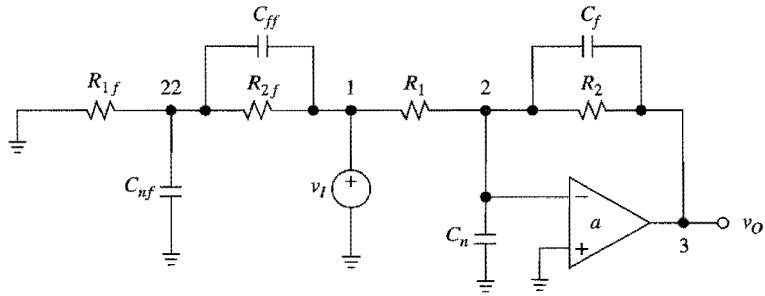 C_ff
C_f
R_1f
22
R_2f
1
R_1
2
R_2
C_nf
v_I
+
C_n
−
a
+
3
v_O